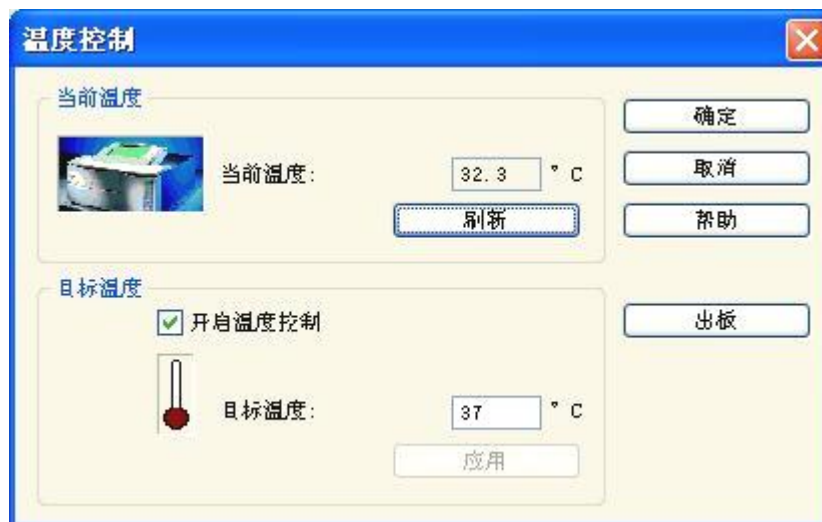 温度控制
当前温度
当前温度: 32.3 ° C
刷新
确定
取消
帮助
目标温度
开启温度控制
目标温度: 37 ° C
应用
出板